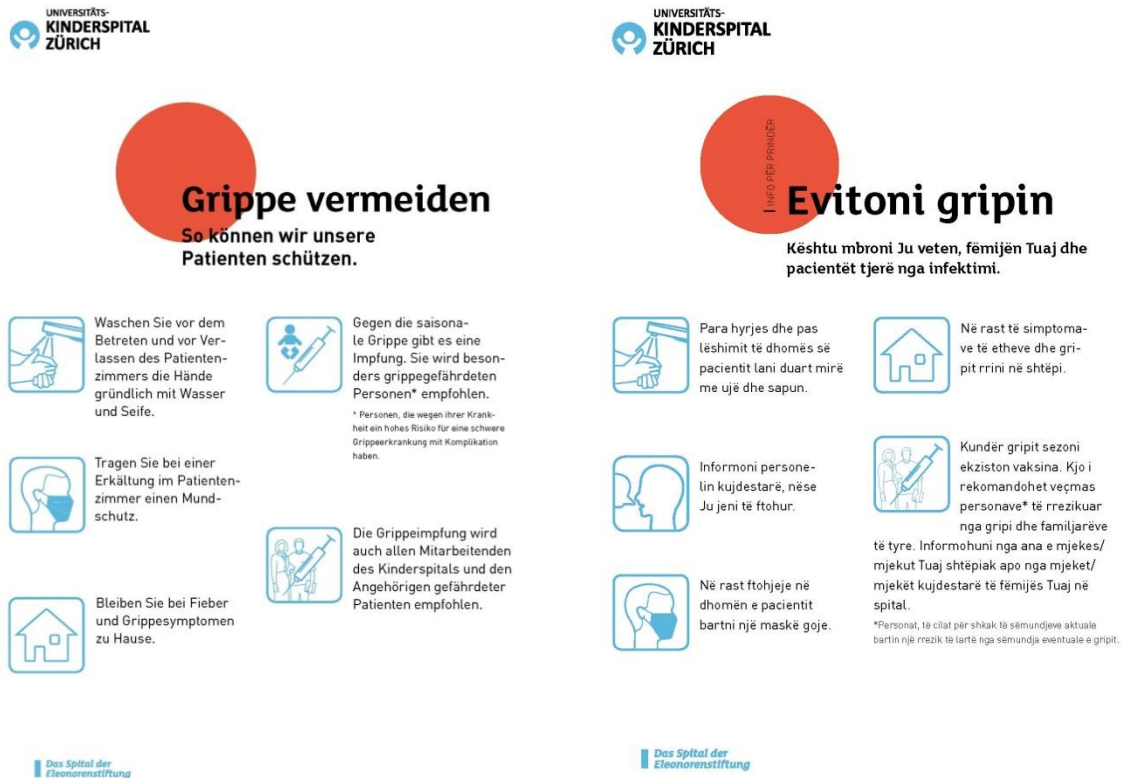 UNIVERSITÄTS-
KINDERSPITAL
ZÜRICH
Grippe vermeiden
So können wir unsere
Patienten schützen.
Waschen Sie vor dem
Betreten und vor Ver-
lassen des Patienten-
zimmers die Hände
gründlich mit Wasser
und Seife.
Tragen Sie bei einer
Erkältung im Patienten-
zimmer einen Mund-
schutz.
Bleiben Sie bei Fieber
und Grippesymptomen
zu Hause.
Gegen die saisona-
le Grippe gibt es eine
Impfung. Sie wird beson-
ders grippegefährdeten
Personen* empfohlen.
* Personen, die wegen ihrer Krank-
heit ein hohes Risiko für eine schwere
Grippeerkrankung mit Komplikation
haben.
Die Grippeimpfung wird
auch allen Mitarbeitenden
des Kinderspitals und den
Angehörigen gefährdeter
Patienten empfohlen.
Das Spital der
Eleonorenstiftung
UNIVERSITÄTS-
KINDERSPITAL
ZÜRICH
INFO PËR PRINDËR
Evitoni gripin
Kështu mbroni Ju veten, fëmijën Tuaj dhe
pacientët tjerë nga infektimi.
Para hyrjes dhe pas
lëshimit të dhomës së
pacientit lani duart mirë
me ujë dhe sapun.
Informoni persone-
lin kujdestarë, nëse
Ju jeni të ftohur.
Në rast ftohjeje në
dhomën e pacientit
bartni një maskë goje.
Në rast të simptoma-
ve të etheve dhe gri-
pit rrini në shtëpi.
Kundër gripit sezoni
ekziston vaksina. Kjo i
rekomandohet veçmas
personave* të rrezikuar
nga gripi dhe familjarëve
të tyre. Informohuni nga ana e mjekes/
mjekut Tuaj shtëpiak apo nga mjeket/
mjekët kujdestarë të fëmijës Tuaj në
spital.
*Personat, të cilat për shkak të sëmundjeve aktuale
bartin një rrezik të lartë nga sëmundja eventuale e gripit.
Das Spital der
Eleonorenstiftung